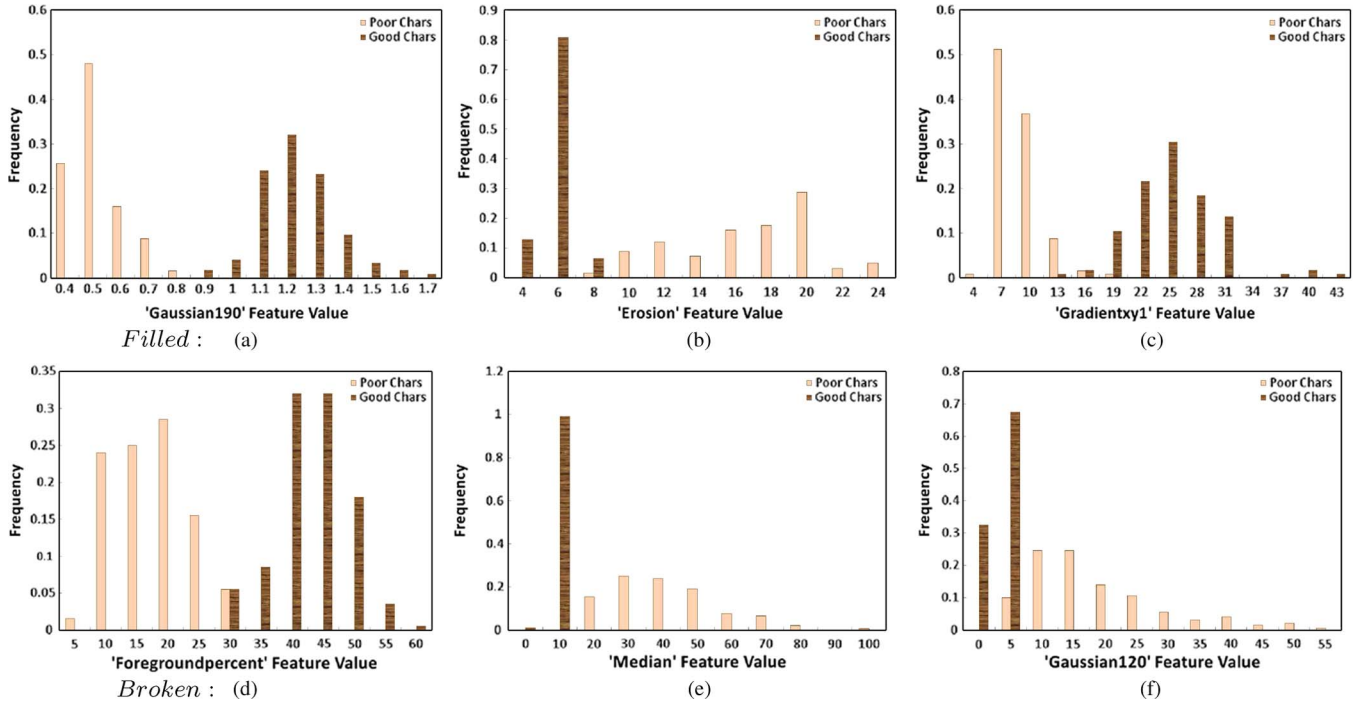 0.6
0.5
0.4
0.3
0.2
0.1
0
Frequency
Poor Chars
Good Chars
0.4 0.5 0.6 0.7 0.8 0.9 1 1.1 1.2 1.3 1.4 1.5 1.6 1.7
'Gaussian190' Feature Value
Filled : (a)
0.9
0.8
0.7
0.6
0.5
0.4
0.3
0.2
0.1
0
Frequency
Poor Chars
Good Chars
4 6 8 10 12 14 16 18 20 22 24
'Erosion' Feature Value
(b)
0.6
0.5
0.4
0.3
0.2
0.1
0
Frequency
Poor Chars
Good Chars
4 7 10 13 16 19 22 25 28 31 34 37 40 43
'Gradientxy1' Feature Value
(c)
0.35
0.3
0.25
0.2
0.15
0.1
0.05
0
Frequency
Poor Chars
Good Chars
5 10 15 20 25 30 35 40 45 50 55 60
'Foregroundpercent' Feature Value
Broken : (d)
1.2
1
0.8
0.6
0.4
0.2
0
Frequency
Poor Chars
Good Chars
0 10 20 30 40 50 60 70 80 90 100
'Median' Feature Value
(e)
0.8
0.7
0.6
0.5
0.4
0.3
0.2
0.1
0
Frequency
Poor Chars
Good Chars
0 5 10 15 20 25 30 35 40 45 50 55
'Gaussian120' Feature Value
(f)